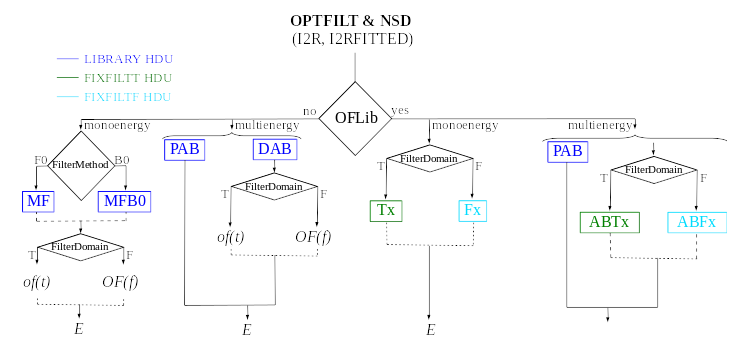 OPTFILT & NSD
(I2R, I2RFITTED)
LIBRARY HDU
FIXFILTT HDU
FIXFILTF HDU
OFLib
no
yes
monoenergy
multienergy
monoenergy
multienergy
FilterMethod
F0
B0
MF
MFB0
FilterDomain
T
F
of(t)
OF(f)
E
PAB
DAB
FilterDomain
T
F
of(t)
OF(f)
E
FilterDomain
T
F
Tx
Fx
E
PAB
FilterDomain
T
F
ABTx
ABFx